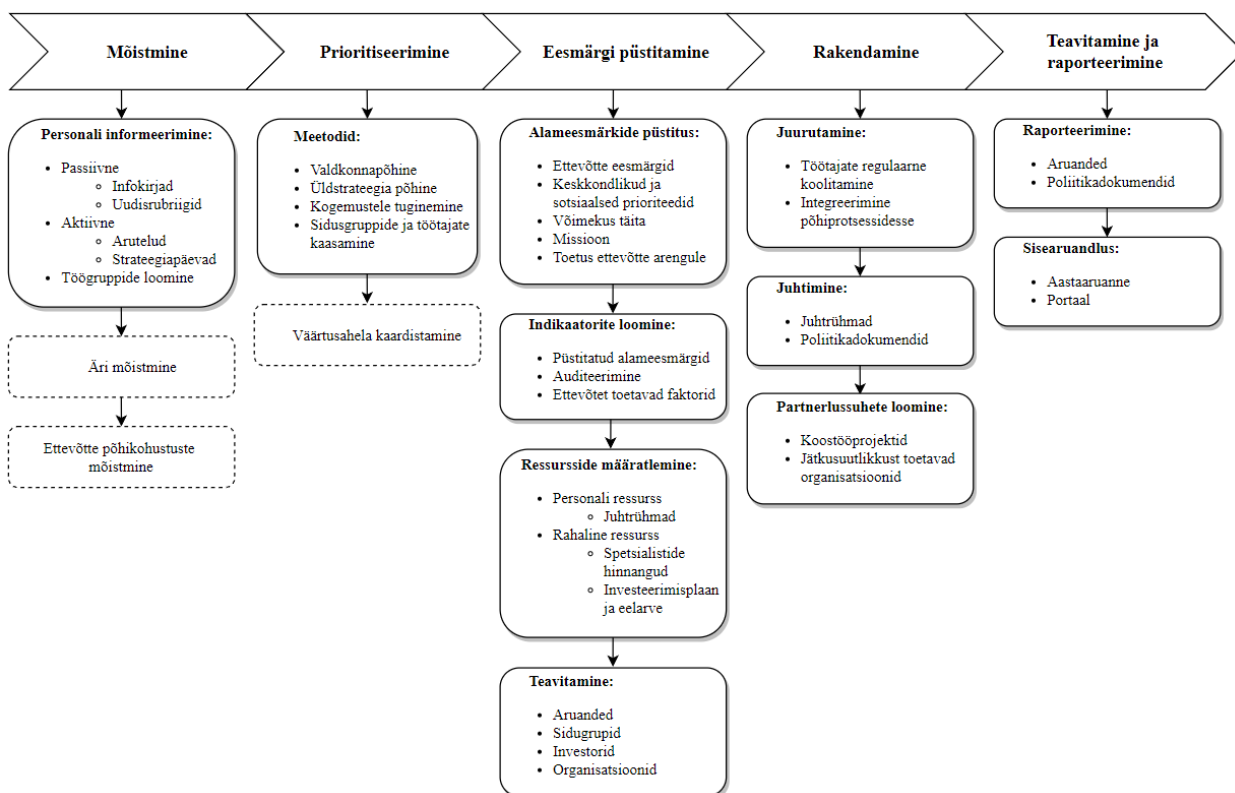 Mõistmine
Prioritiseerimine
Eesmärgi püstitamine
Rakendamine
Teavitamine ja
raporteerimine
Personali informeerimine:
• Passiivne
◦ Infokirjad
◦ Uudisrubriigid
• Aktiivne
◦ Arutelud
◦ Strateegiapäevad
• Töögruppide loomine
Äri mõistmine
Ettevõtte põhikohustuste
mõistmine
Meetodid:
• Valdkonnapõhine
• Üldstrateegia põhine
• Kogemustele tuginemine
• Sidusgruppide ja töötajate
kaasamine
Väärtusahela kaardistamine
Alameesmärkide püstitus:
• Ettevõtte eesmärgid
• Keskkondlikud ja
sotsiaalsed prioriteedid
• Võimekus täita
• Missioon
• Toetus ettevõtte arengule
Indikaatorite loomine:
• Püstitatud alameesmärgid
• Auditeerimine
• Ettevõtet toetavad faktorid
Ressursside määratlemine:
• Personali ressurss
◦ Juhtrühmad
• Rahaline ressurss
◦ Spetsialistide
hinnangud
◦ Investeerimisplaan
ja eelarve
Teavitamine:
• Aruanded
• Sidugrupid
• Investorid
• Organisatsioonid
Juurutamine:
• Töötajate regulaarne
koolitamine
• Integreerimine
põhiprotsessidesse
Juhtimine:
• Juhtrühmad
• Poliitikadokumendid
Partnerlussuhete loomine:
• Koostööprojektid
• Jätkusuutlikkust toetavad
organisatsioonid
Raporteerimine:
• Aruanded
• Poliitikadokumendid
Sisearuandlus:
• Aastaaruanne
• Portaal